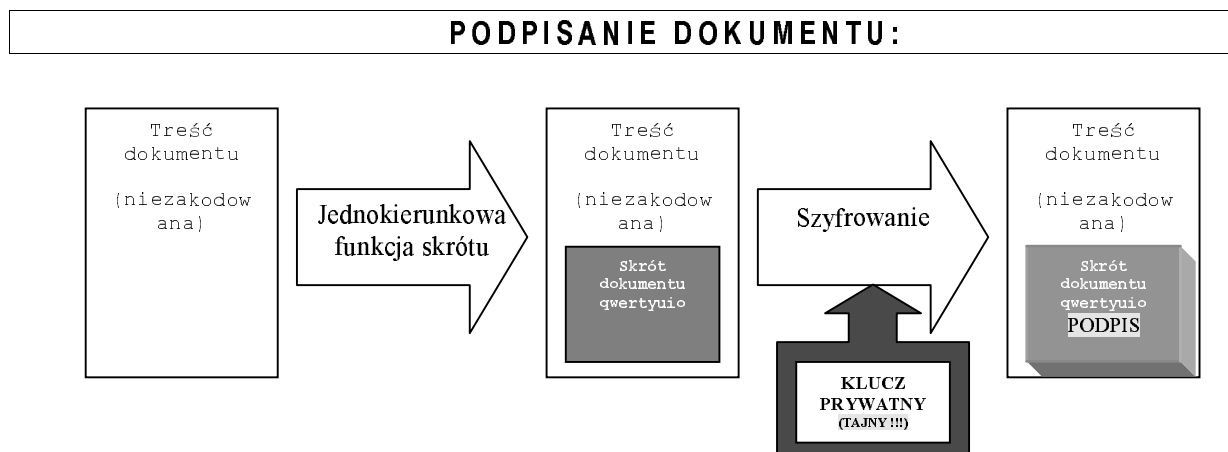 PODPISANIE DOKUMENTU:
Treść
dokumentu
(niezakodow
ana)
Jednokierunkowa
funkcja skrótu
Treść
dokumentu
(niezakodow
ana)
Skrót
dokumentu
qwertyuio
Szyfrowanie
KLUCZ
PRYWATNY
(TAJNY !!!)
Treść
dokumentu
(niezakodow
ana)
Skrót
dokumentu
qwertyuio
PODPIS